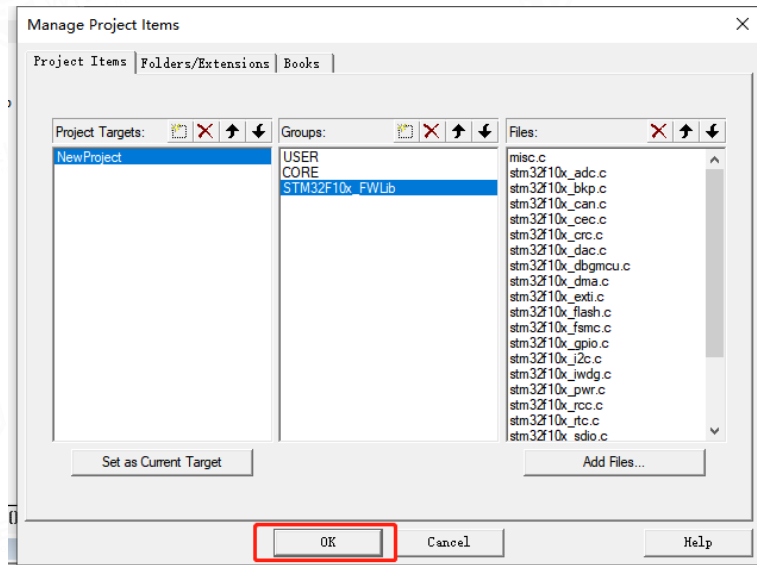 Manage Project Items
Project Items Folders/Extensions Books
Project Targets: Groups: Files:
NewProject
USER
CORE
STM32F10x_FWLib
misc.c
stm32f10x_adc.c
stm32f10x_bkp.c
stm32f10x_can.c
stm32f10x_cec.c
stm32f10x_crc.c
stm32f10x_dac.c
stm32f10x_dbgmcu.c
stm32f10x_dma.c
stm32f10x_exti.c
stm32f10x_flash.c
stm32f10x_fsmc.c
stm32f10x_gpio.c
stm32f10x_i2c.c
stm32f10x_iwdg.c
stm32f10x_pwr.c
stm32f10x_rcc.c
stm32f10x_rtc.c
stm32f10x_sdio.c
Set as Current Target Add Files...
OK Cancel Help